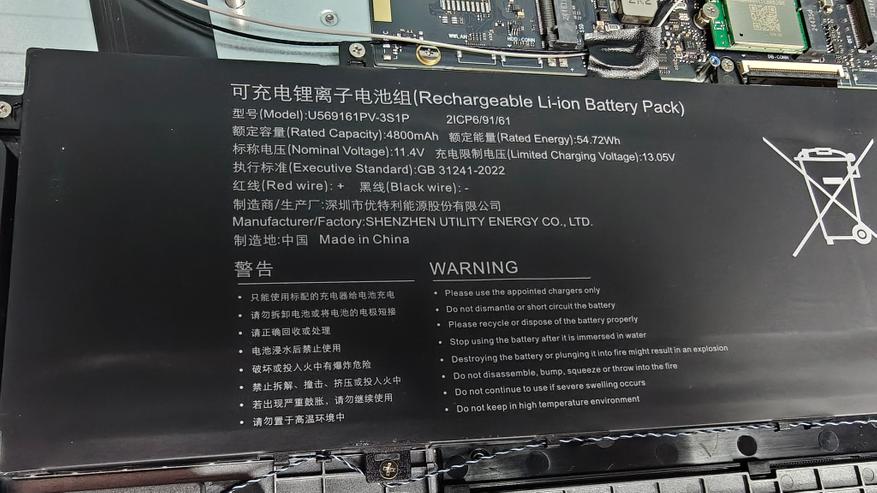 WWLAN
HDD-CONN
2R2
DB-CONN
可充电锂离子电池组(Rechargeable Li-ion Battery Pack)
型号(Model):U569161PV-3S1P 2ICP6/91/61
额定容量(Rated Capacity):4800mAh 额定能量(Rated Energy):54.72Wh
标称电压(Nominal Voltage):11.4V 充电限制电压(Limited Charging Voltage):13.05V
执行标准(Executive Standard):GB 31241-2022
红线(Red wire): + 黑线(Black wire): -
制造商/生产厂:深圳市优特利能源股份有限公司
Manufacturer/Factory:SHENZHEN UTILITY ENERGY CO., LTD.
制造地:中国 Made in China
警告
• 只能使用标配的充电器给电池充电
• 请勿拆卸电池或将电池的电极短接
• 请正确回收或处理
• 电池浸水后禁止使用
• 破坏或投入火中有爆炸危险
• 禁止拆解、撞击、挤压或投入火中
• 若出现严重鼓胀，请勿继续使用
• 请勿置于高温环境中
WARNING
• Please use the appointed chargers only
• Do not dismantle or short circuit the battery
• Please recycle or dispose of the battery properly
• Stop using the battery after it is immersed in water
• Destroying the battery or plunging it into fire might result in an explosion
• Do not disassemble, bump, squeeze or throw into the fire
• Do not continue to use if severe swelling occurs
• Do not keep in high temperature environment